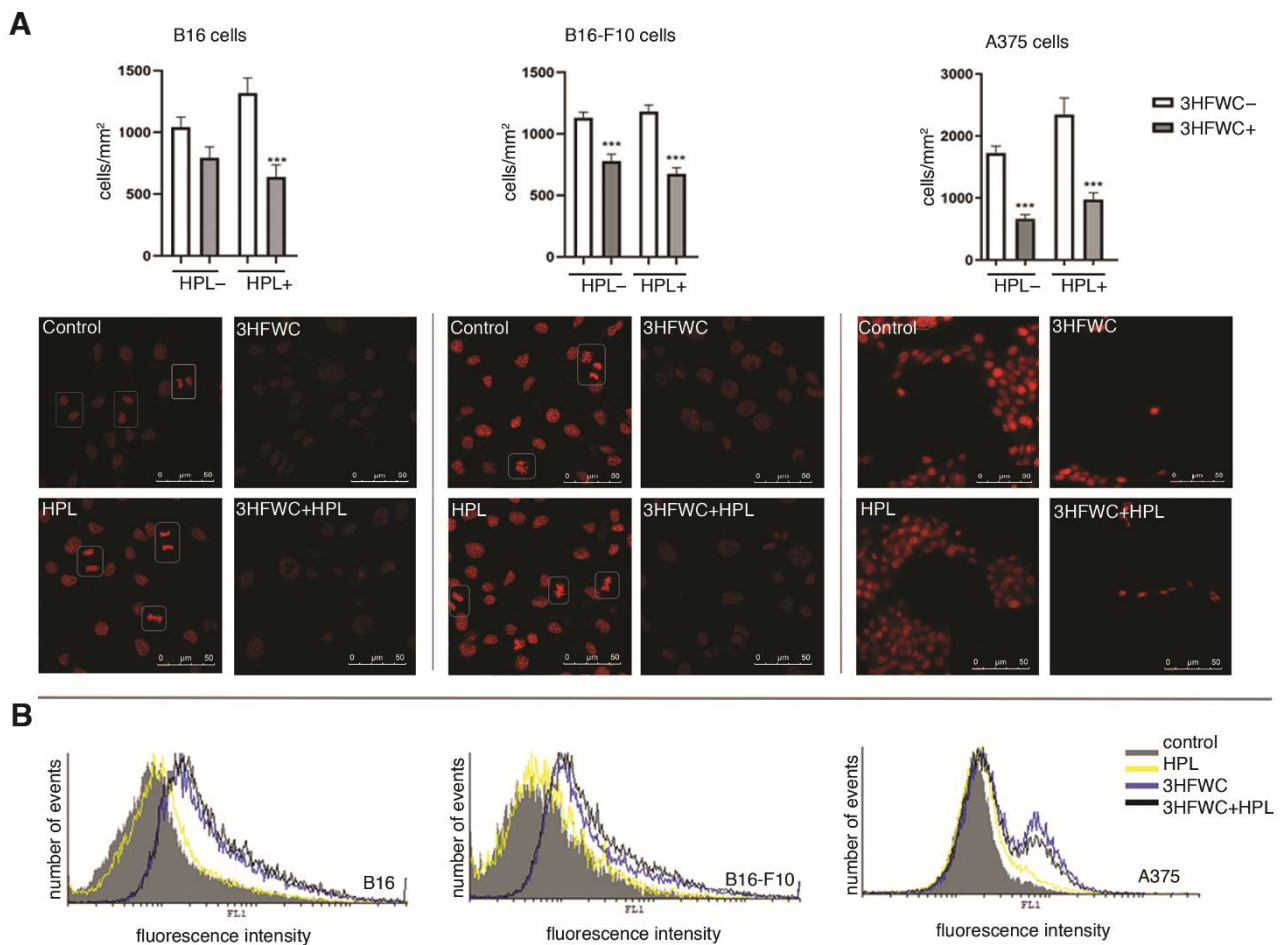 A
B16 cells
1500
1000
500
0
cells/mm²
***
HPL– HPL+
B16-F10 cells
1500
1000
500
0
cells/mm²
*** ***
HPL– HPL+
A375 cells
3000
2000
1000
0
cells/mm²
*** ***
HPL– HPL+
3HFWC–
3HFWC+
Control
0 µm 50
3HFWC
0 µm 50
Control
0 µm 50
3HFWC
0 µm 50
Control
0 µm 50
3HFWC
0 µm 50
HPL
0 µm 50
3HFWC+HPL
0 µm 50
HPL
0 µm 50
3HFWC+HPL
0 µm 50
HPL
0 µm 50
3HFWC+HPL
0 µm 50
B
number of events
B16
FL1
fluorescence intensity
number of events
B16-F10
FL1
fluorescence intensity
number of events
A375
FL1
fluorescence intensity
control
HPL
3HFWC
3HFWC+HPL